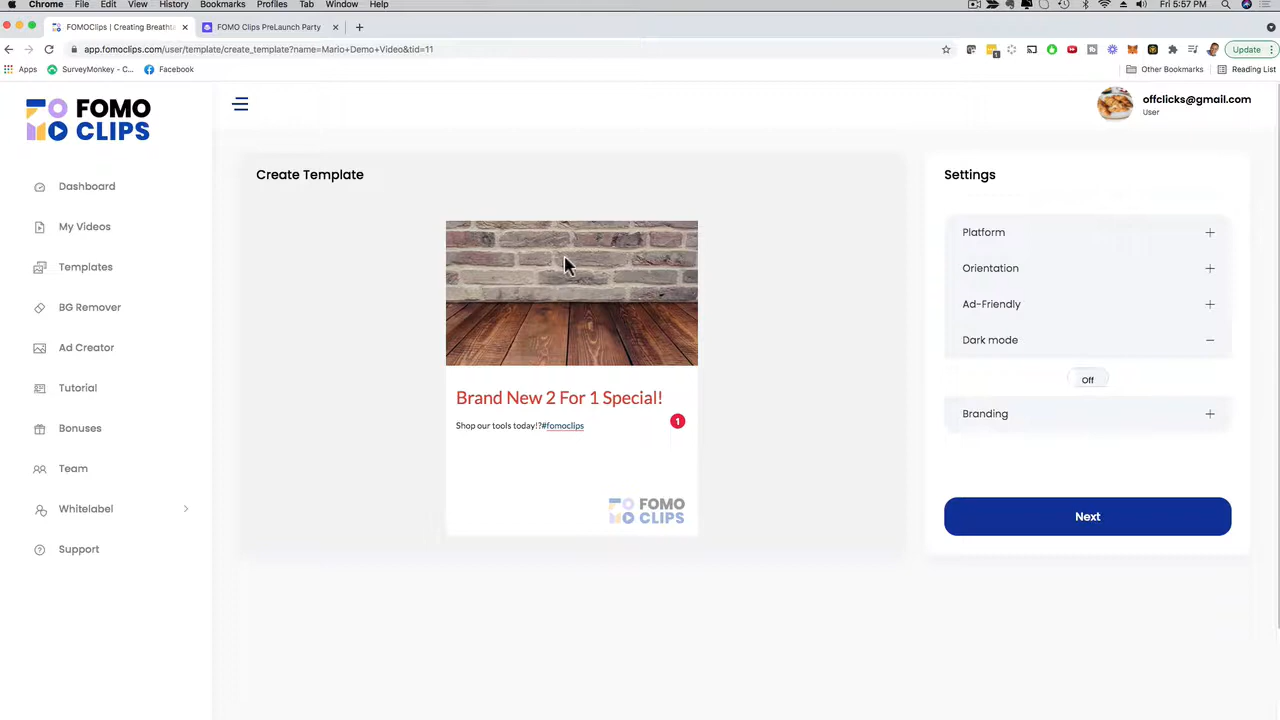 Chrome File Edit View History Bookmarks Profiles Tab Window Help
Fri 5:57 PM
FOMOClips | Creating Breathta
FOMO Clips PreLaunch Party
app.fomoclips.com/user/template/create_template?name=Mario+Demo+Video&tid=11
1
Update
Apps
SurveyMonkey - C...
Facebook
Other Bookmarks
Reading List
FOMO
CLIPS
offclicks@gmail.com
User
Dashboard
My Videos
Templates
BG Remover
Ad Creator
Tutorial
Bonuses
Team
Whitelabel
Support
Create Template
Brand New 2 For 1 Special!
Shop our tools today!?#fomoclips
1
FOMO
CLIPS
Settings
Platform
Orientation
Ad-Friendly
Dark mode
Off
Branding
Next